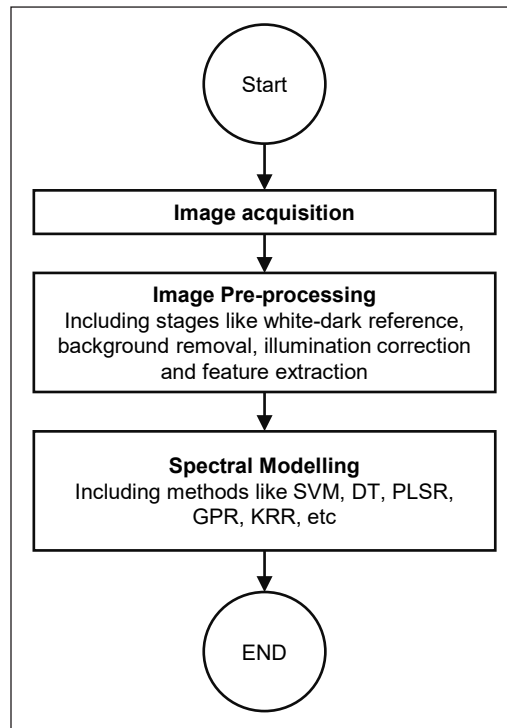 Start
Image acquisition
Image Pre-processing
Including stages like white-dark reference,
background removal, illumination correction
and feature extraction
Spectral Modelling
Including methods like SVM, DT, PLSR,
GPR, KRR, etc
END